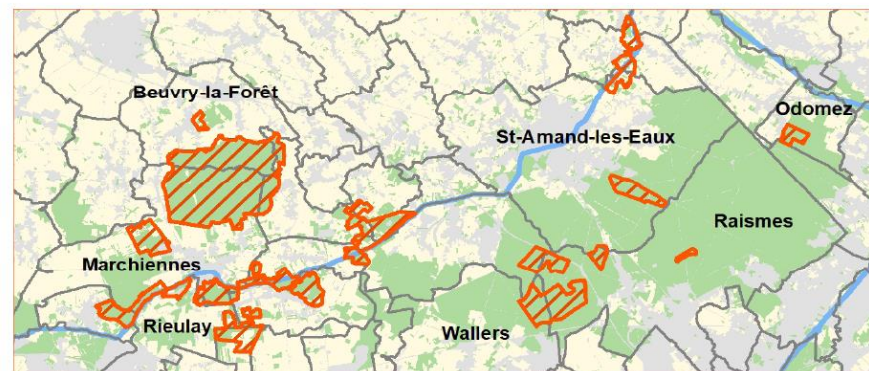 Beuvry-la-Forêt
Odomez
St-Amand-les-Eaux
Raismes
Marchiennes
Rieulay
Wallers